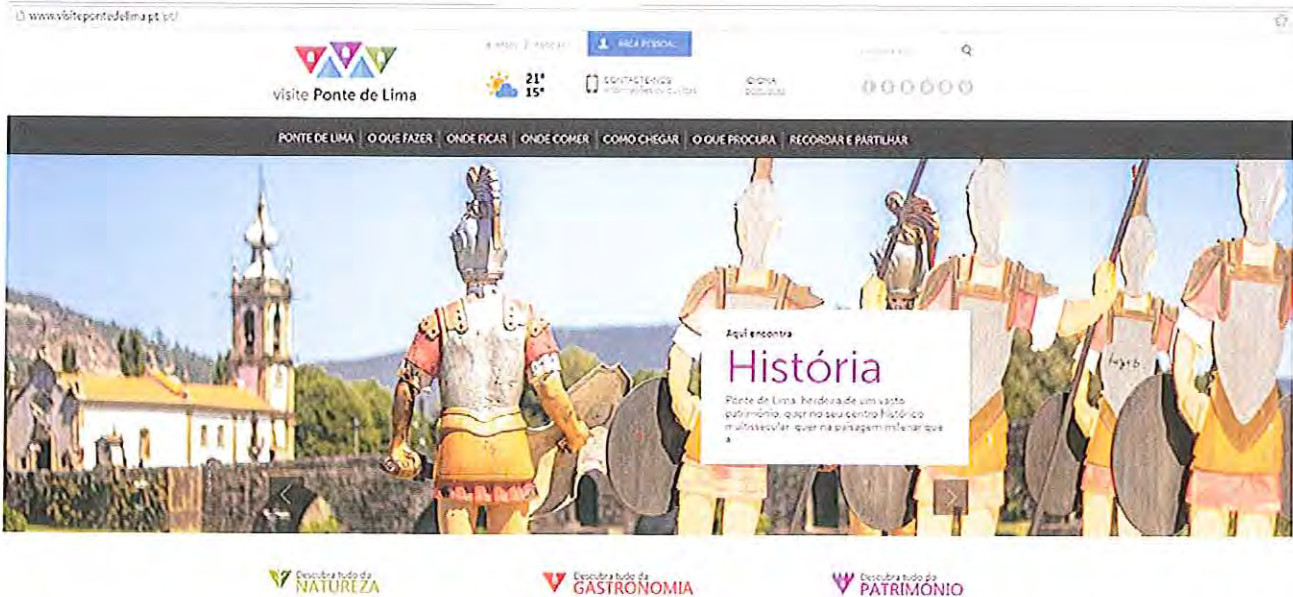 www.visitepontedelima.pt/pt/
ÁREA PESSOAL
visite Ponte de Lima
21°
15°
CONTACTE-NOS
IDIOMA
PONTE DE LIMA | O QUE FAZER | ONDE FICAR | ONDE COMER | COMO CHEGAR | O QUE PROCURA | RECORDAR E PARTILHAR
Aqui encontra
História
Ponte de Lima, herdeira de um vasto
património, quer no seu centro histórico
multissecular, quer na paisagem milenar que
a
Descubra tudo da
NATUREZA
Descubra tudo da
GASTRONOMIA
Descubra tudo do
PATRIMÓNIO